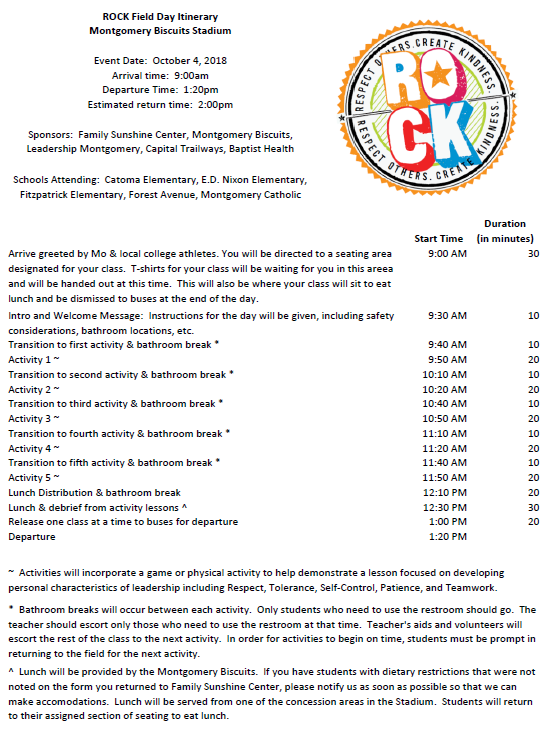 ROCK Field Day Itinerary
Montgomery Biscuits Stadium
Event Date:  October 4, 2018
Arrival time:  9:00am
Departure Time:  1:20pm
Estimated return time:  2:00pm
Sponsors:  Family Sunshine Center, Montgomery Biscuits,
Leadership Montgomery, Capital Trailways, Baptist Health
Schools Attending:  Catoma Elementary, E.D. Nixon Elementary,
Fitzpatrick Elementary, Forest Avenue, Montgomery Catholic
RESPECT OTHERS. CREATE KINDNESS.
RO
CK
RESPECT OTHERS. CREATE KINDNESS.
Start Time Duration (in minutes)
Arrive greeted by Mo & local college athletes. You will be directed to a seating area 9:00 AM 30
designated for your class.  T-shirts for your class will be waiting for you in this areea
and will be handed out at this time.  This will also be where your class will sit to eat
lunch and be dismissed to buses at the end of the day.
Intro and Welcome Message:  Instructions for the day will be given, including safety 9:30 AM 10
considerations, bathroom locations, etc.
Transition to first activity & bathroom break * 9:40 AM 10
Activity 1 ~ 9:50 AM 20
Transition to second activity & bathroom break * 10:10 AM 10
Activity 2 ~ 10:20 AM 20
Transition to third activity & bathroom break * 10:40 AM 10
Activity 3 ~ 10:50 AM 20
Transition to fourth activity & bathroom break * 11:10 AM 10
Activity 4 ~ 11:20 AM 20
Transition to fifth activity & bathroom break * 11:40 AM 10
Activity 5 ~ 11:50 AM 20
Lunch Distribution & bathroom break 12:10 PM 20
Lunch & debrief from activity lessons ^ 12:30 PM 30
Release one class at a time to buses for departure 1:00 PM 20
Departure 1:20 PM
~  Activities will incorporate a game or physical activity to help demonstrate a lesson focused on developing
personal characteristics of leadership including Respect, Tolerance, Self-Control, Patience, and Teamwork.
*  Bathroom breaks will occur between each activity.  Only students who need to use the restroom should go.  The
teacher should escort only those who need to use the restroom at that time.  Teacher's aids and volunteers will
escort the rest of the class to the next activity.  In order for activities to begin on time, students must be prompt in
returning to the field for the next activity.
^  Lunch will be provided by the Montgomery Biscuits.  If you have students with dietary restrictions that were not
noted on the form you returned to Family Sunshine Center, please notify us as soon as possible so that we can
make accomodations.  Lunch will be served from one of the concession areas in the Stadium.  Students will return
to their assigned section of seating to eat lunch.